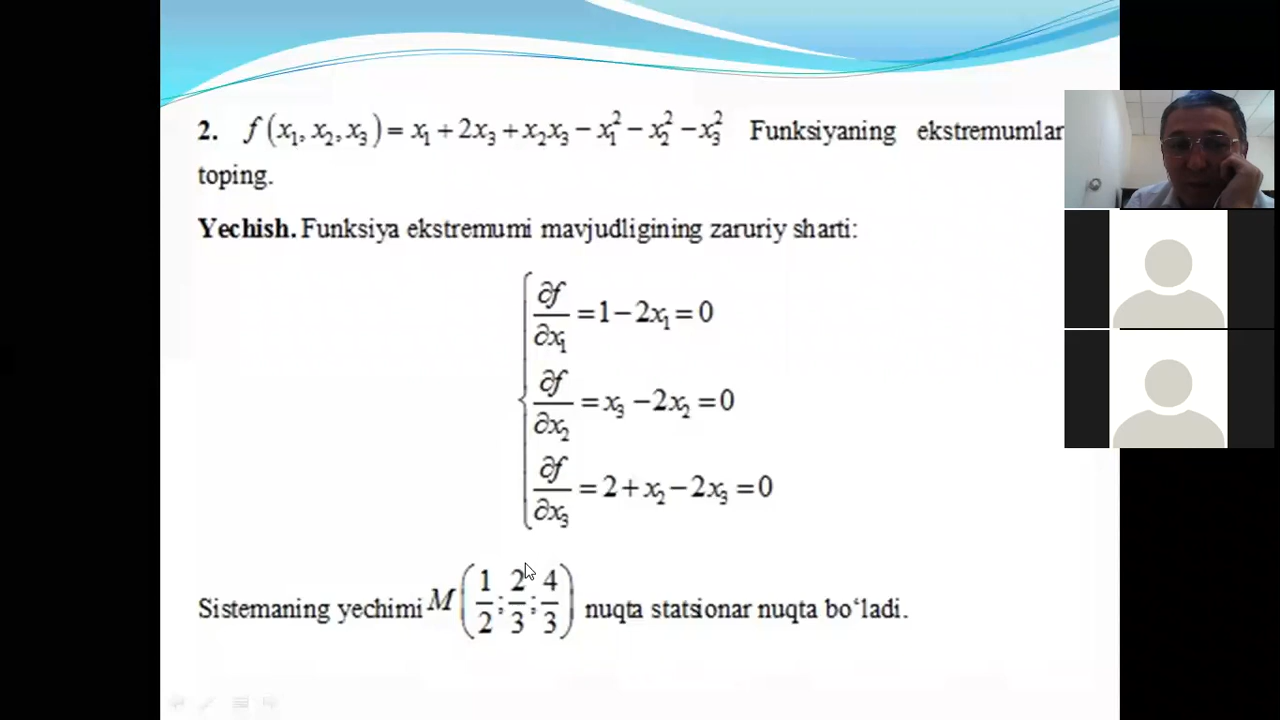 2. f(x₁, x₂, x₃) = x₁ + 2x₃ + x₂x₃ − x₁² − x₂² − x₃² Funksiyaning ekstremumlar
toping.
Yechish. Funksiya ekstremumi mavjudligining zaruriy sharti:
∂f/∂x₁ = 1 − 2x₁ = 0
∂f/∂x₂ = x₃ − 2x₂ = 0
∂f/∂x₃ = 2 + x₂ − 2x₃ = 0
Sistemaning yechimi M(1/2; 2/3; 4/3) nuqta statsionar nuqta bo‘ladi.